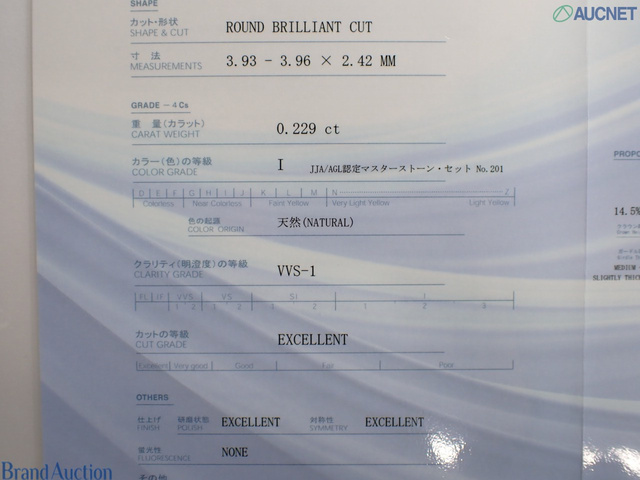 SHAPE
AUCNET
カット・形状 ROUND BRILLIANT CUT
SHAPE & CUT
寸 法 3.93 - 3.96 × 2.42 MM
MEASUREMENTS
GRADE - 4Cs
重 量(カラット) 0.229 ct
CARAT WEIGHT
カラー(色)の等級 I JJA/AGL認定マスターストーン・セット No.201
COLOR GRADE
D E F G H I J K L M N Z
Colorless Near Colorless Faint Yellow Very Light Yellow Light Yellow
色の起源 天然(NATURAL)
COLOR ORIGIN
クラリティ(明澄度)の等級 VVS-1
CLARITY GRADE
FL IF VVS VS SI I
1 2 1 2 1 2 1 2 3
カットの等級 EXCELLENT
CUT GRADE
Excellent Very good Good Fair Poor
OTHERS
仕上げ 研磨状態 EXCELLENT 対称性 EXCELLENT
FINISH POLISH SYMMETRY
蛍光性 NONE
FLUORESCENCE
その他
Brand Auction
PROPO
14.5%
MEDIUM
SLIGHTLY THICK